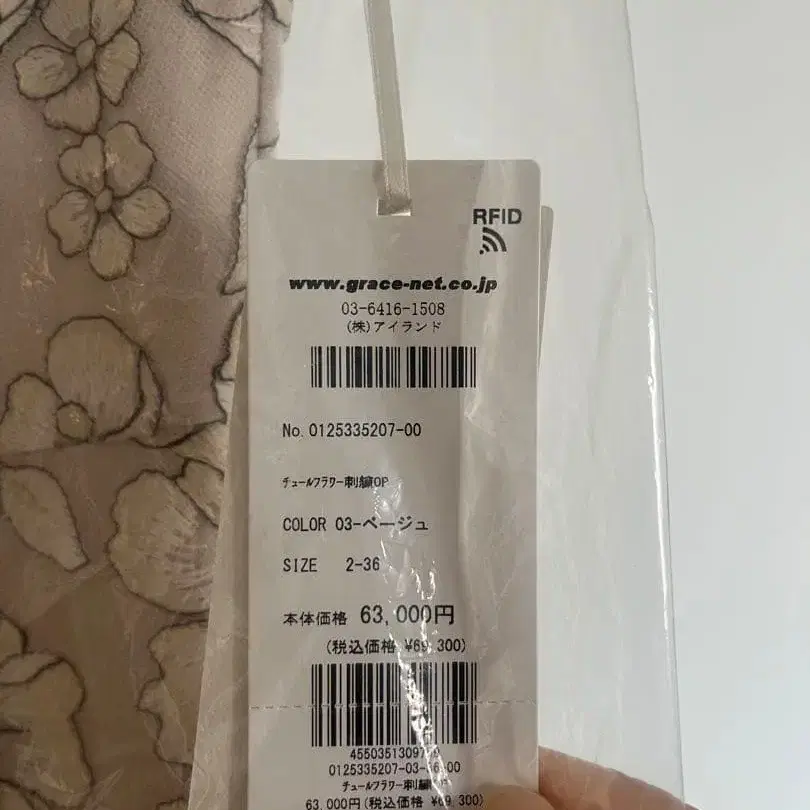 RFID
www.grace-net.co.jp
03-6416-1508
(株)アイランド
No. 0125335207-00
チュールフラワー刺繍OP
COLOR 03-ベージュ
SIZE 2-36
本体価格 63,000円
(税込価格 ¥69,300)
0125335207-03-36-00
チュールフラワー刺繍OP
63,000円(税込価格 ¥69,300)